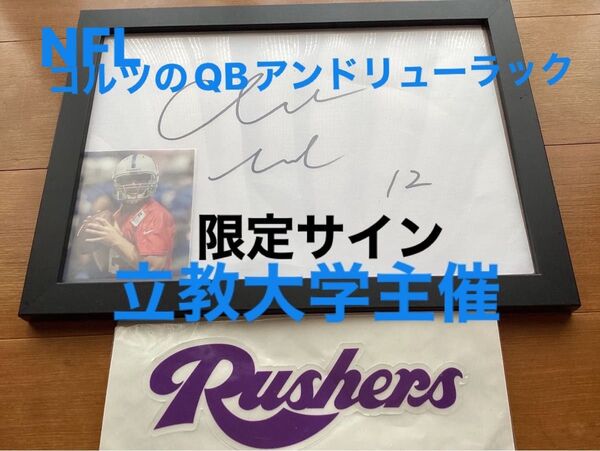 NFL
コルツのQBアンドリューラック
12
限定サイン
立教大学主催
Rushers